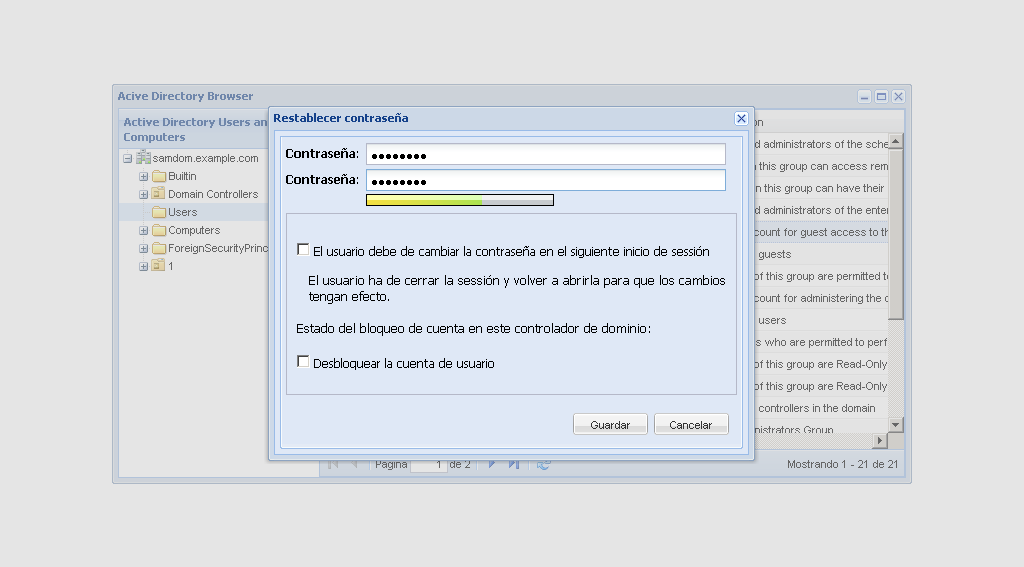 Acive Directory Browser
Active Directory Users an
Computers
samdom.example.com
Builtin
Domain Controllers
Users
Computers
ForeignSecurityPrinc
1
Restablecer contraseña
Contraseña:
Contraseña:
El usuario debe de cambiar la contraseña en el siguiente inicio de sesión
El usuario ha de cerrar la sesión y volver a abrirla para que los cambios
tengan efecto.
Estado del bloqueo de cuenta en este controlador de dominio:
Desbloquear la cuenta de usuario
Guardar Cancelar
on
d administrators of the sche
n this group can access rem
n this group can have their
d administrators of the enter
count for guest access to th
guests
of this group are permitted t
count for administering the c
users
s who are permitted to perf
of this group are Read-Only
of this group are Read-Only
controllers in the domain
nistrators Group
Página 1 de 2
Mostrando 1 - 21 de 21